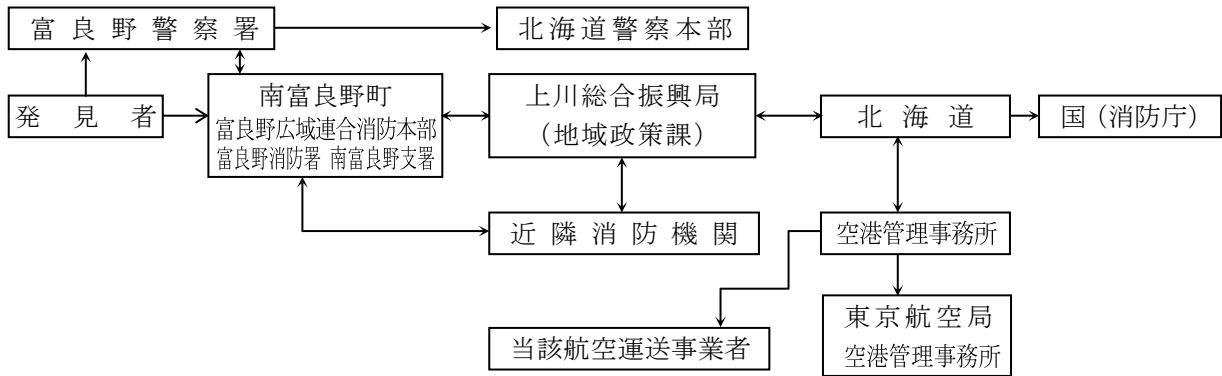 富良野警察署
北海道警察本部
発見者
南富良野町
富良野広域連合消防本部
富良野消防署 南富良野支署
上川総合振興局
（地域政策課）
北海道
国（消防庁）
近隣消防機関
空港管理事務所
当該航空運送事業者
東京航空局
空港管理事務所